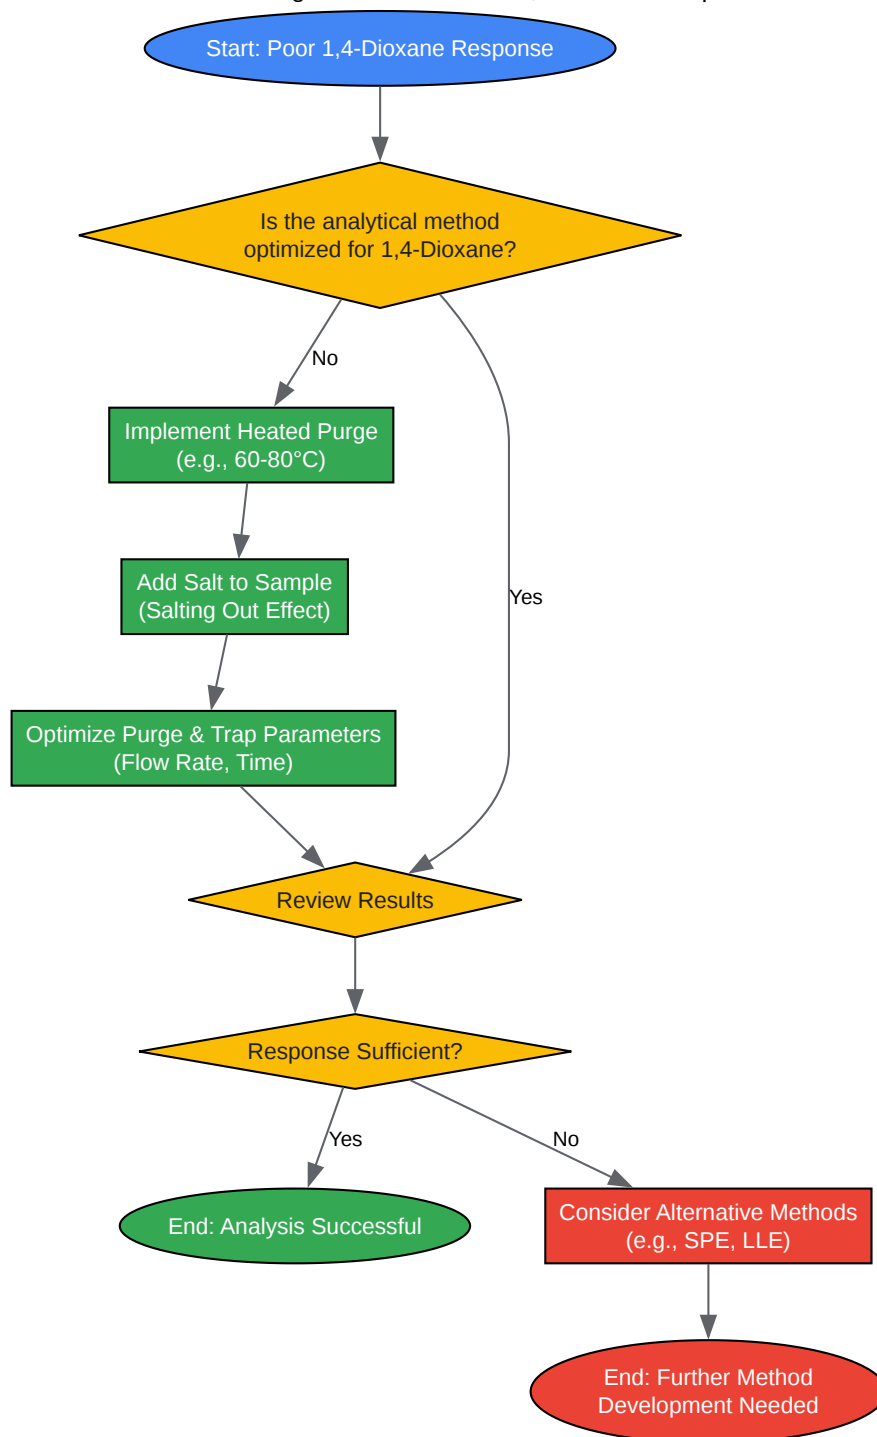 Start: Poor 1,4-Dioxane Response
Is the analytical method
optimized for 1,4-Dioxane?
No
Implement Heated Purge
(e.g., 60-80°C)
Add Salt to Sample
(Salting Out Effect)
Yes
Optimize Purge & Trap Parameters
(Flow Rate, Time)
Review Results
Response Sufficient?
Yes
No
End: Analysis Successful
Consider Alternative Methods
(e.g., SPE, LLE)
End: Further Method
Development Needed